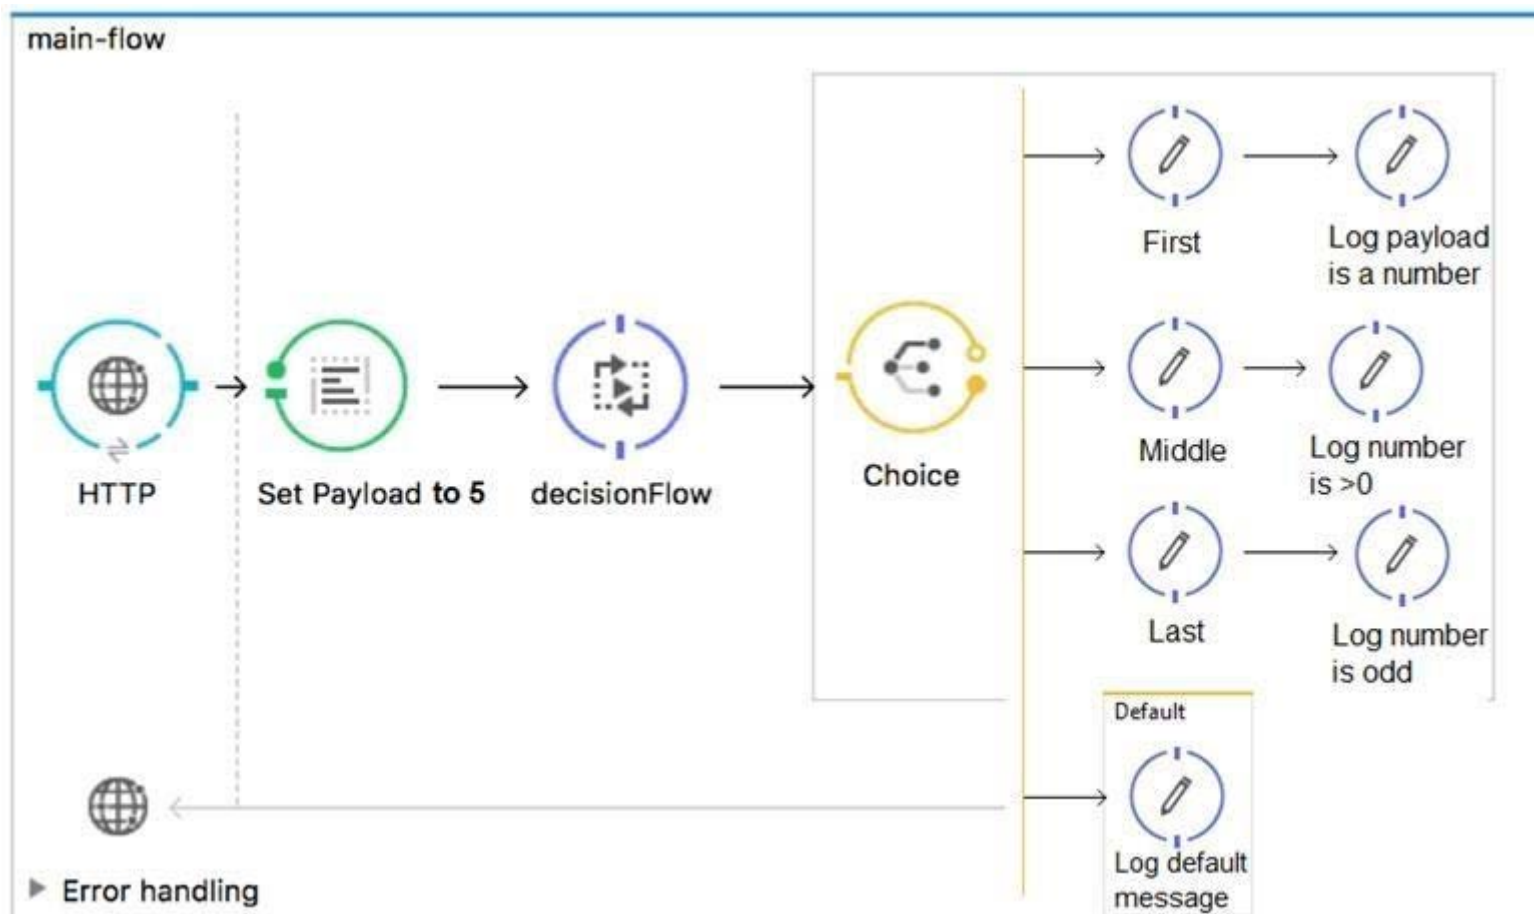 main-flow
First
Log payload
is a number
HTTP
Set Payload to 5
decisionFlow
Choice
Middle
Log number
is >0
Last
Log number
is odd
Default
Log default
message
Error handling